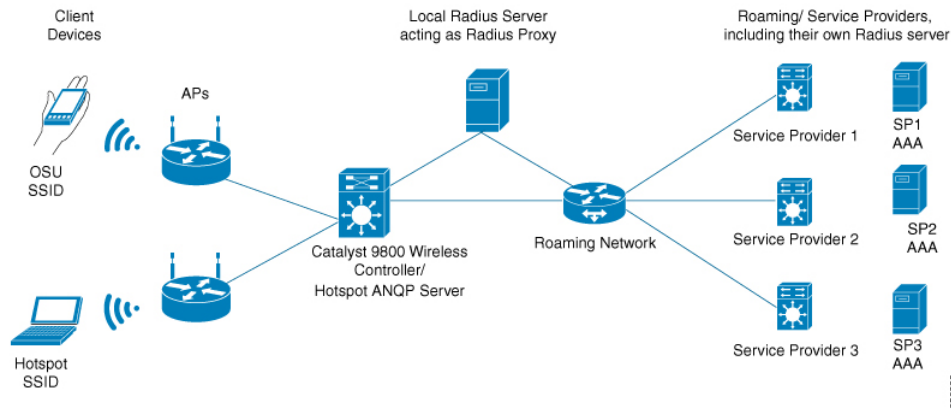 Client
Devices
Local Radius Server
acting as Radius Proxy
Roaming/ Service Providers,
including their own Radius server
APs
OSU
SSID
Service Provider 1
SP1
AAA
Catalyst 9800 Wireless
Controller/
Hotspot ANQP Server
Roaming Network
Service Provider 2
SP2
AAA
Hotspot
SSID
Service Provider 3
SP3
AAA